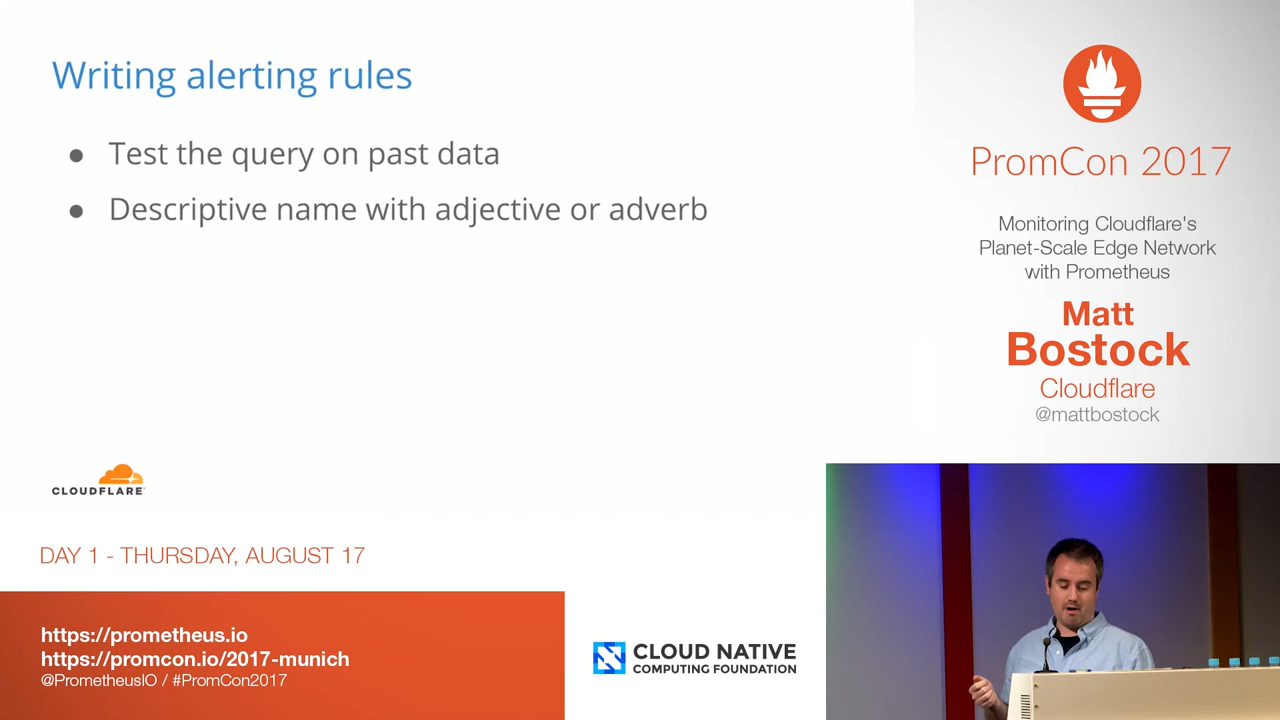 Writing alerting rules
● Test the query on past data
● Descriptive name with adjective or adverb
CLOUDFLARE
PromCon 2017
Monitoring Cloudflare's
Planet-Scale Edge Network
with Prometheus
Matt
Bostock
Cloudflare
@mattbostock
DAY 1 - THURSDAY, AUGUST 17
https://prometheus.io
https://promcon.io/2017-munich
@PrometheusIO / #PromCon2017
CLOUD NATIVE
COMPUTING FOUNDATION